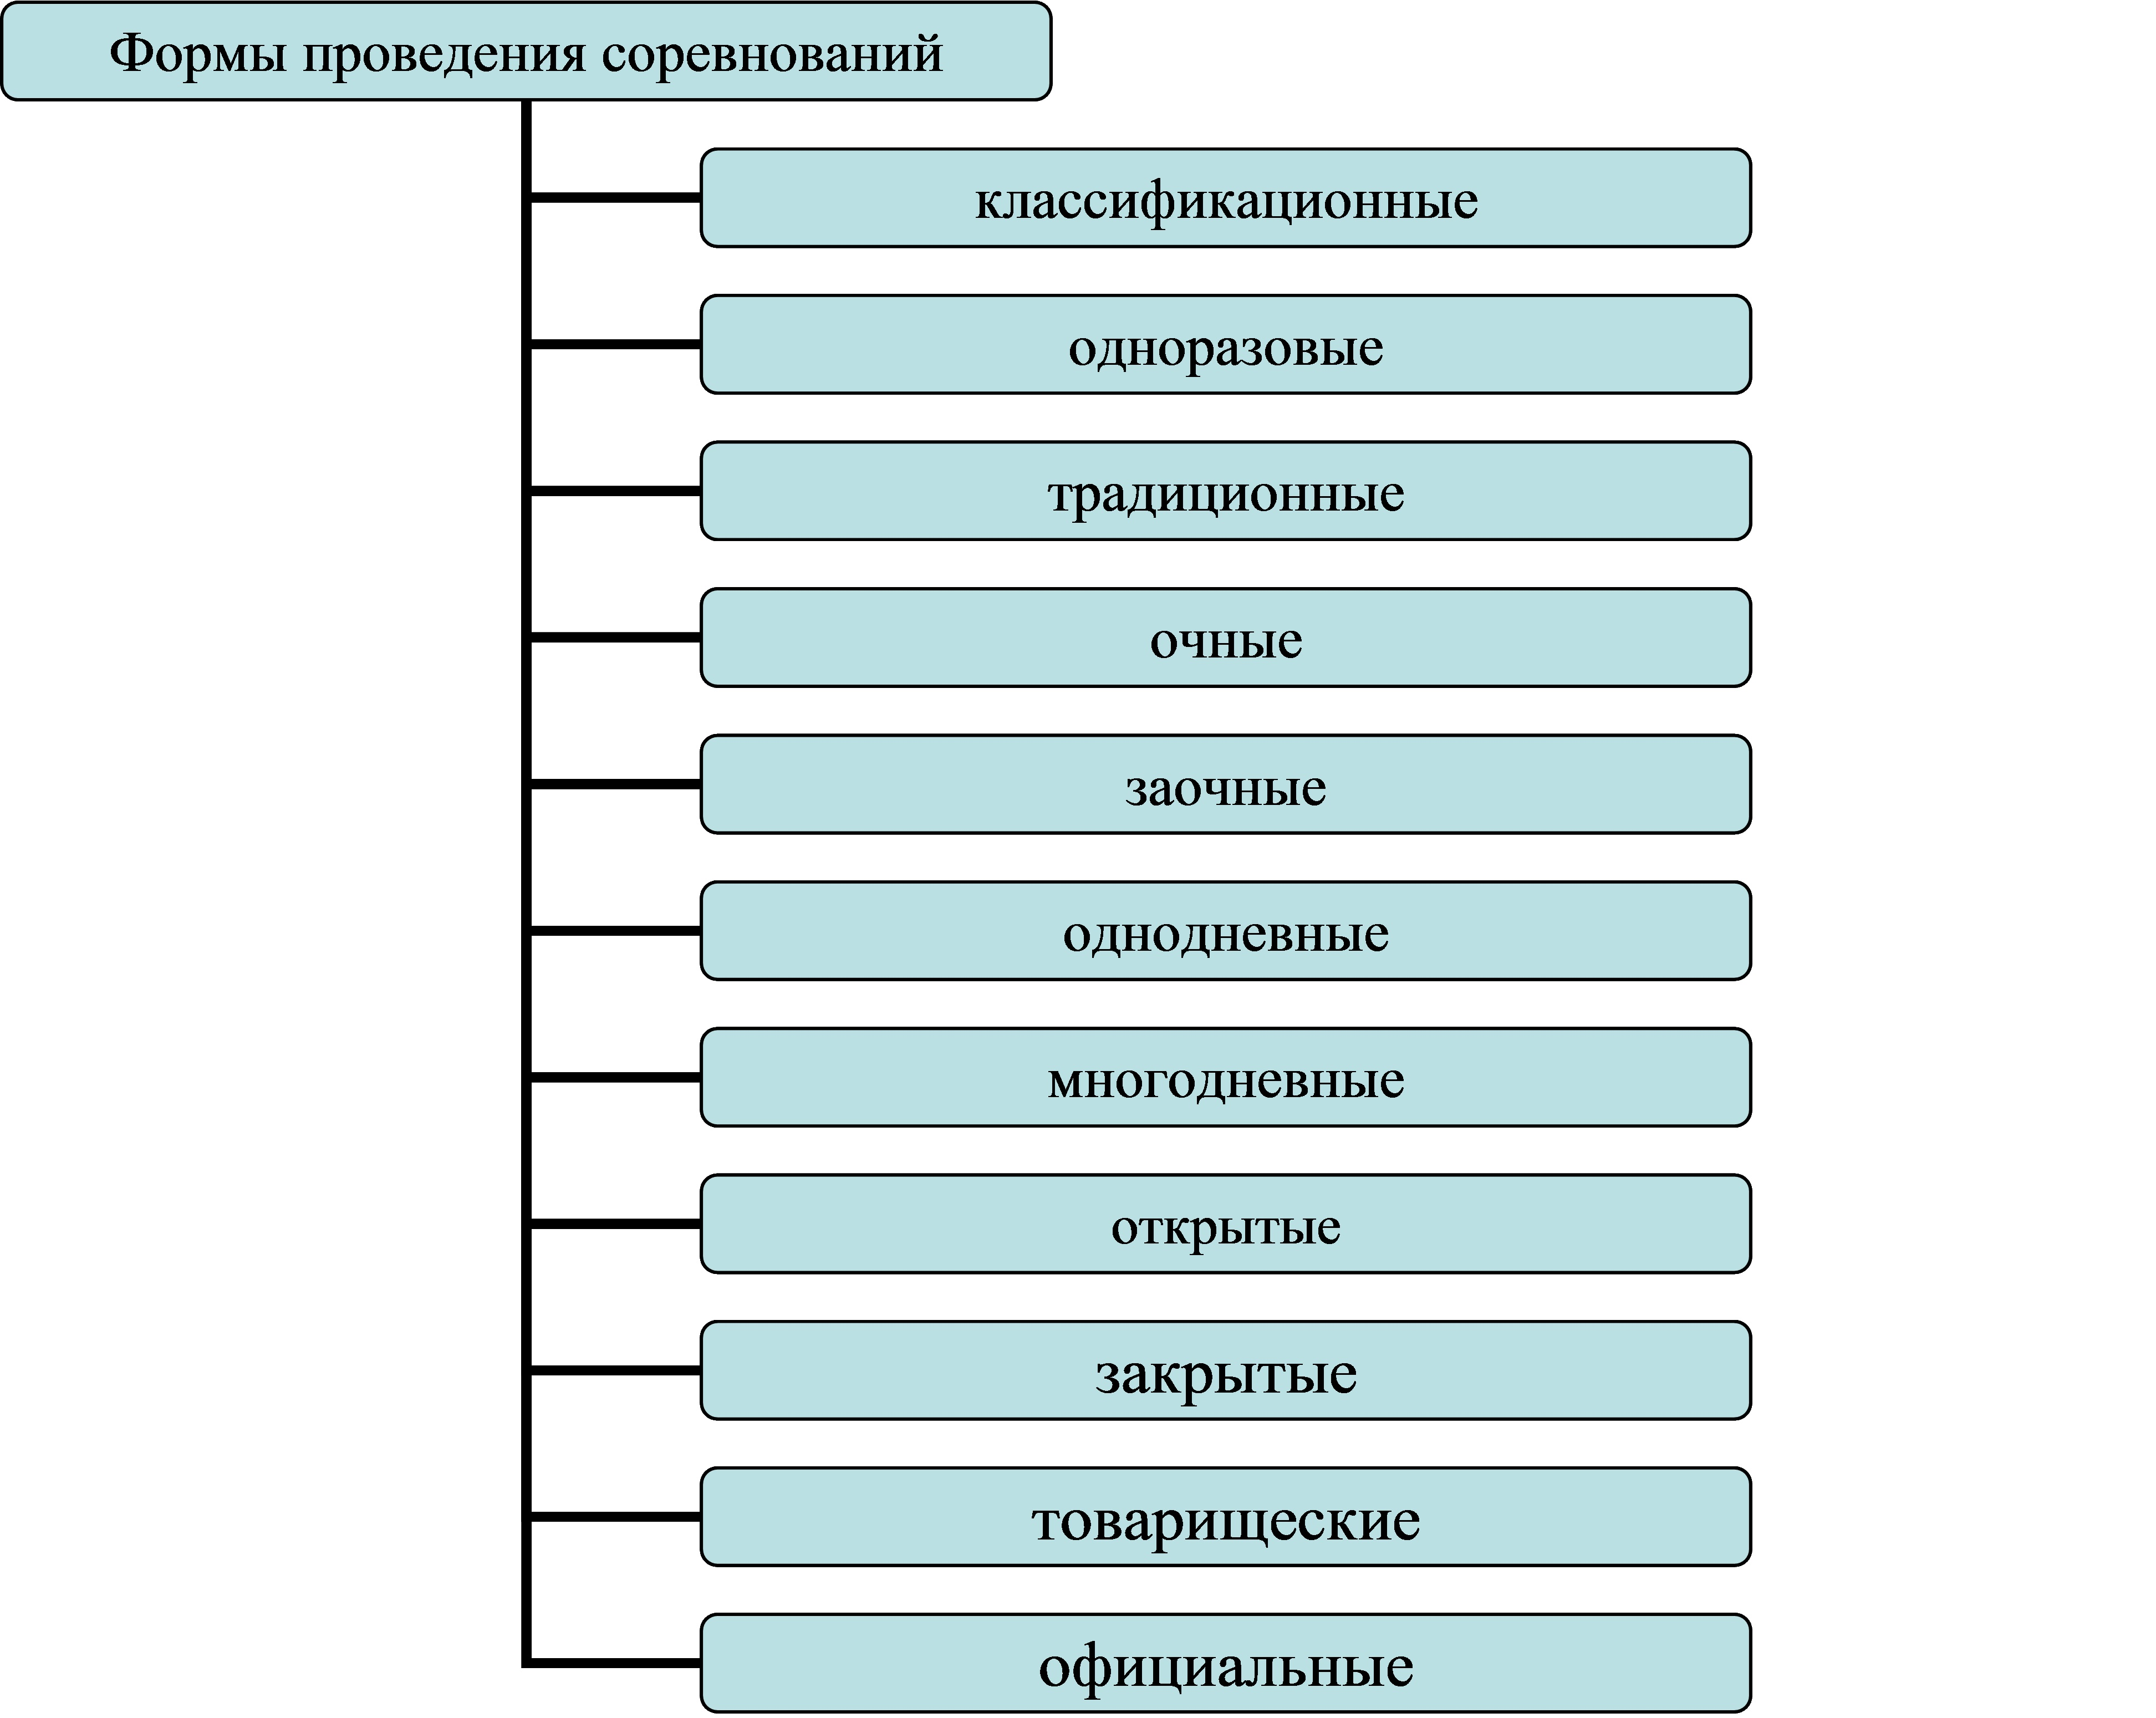 Формы проведения соревнований
классификационные
одноразовые
традиционные
очные
заочные
однодневные
многодневные
открытые
закрытые
товарищеские
официальные